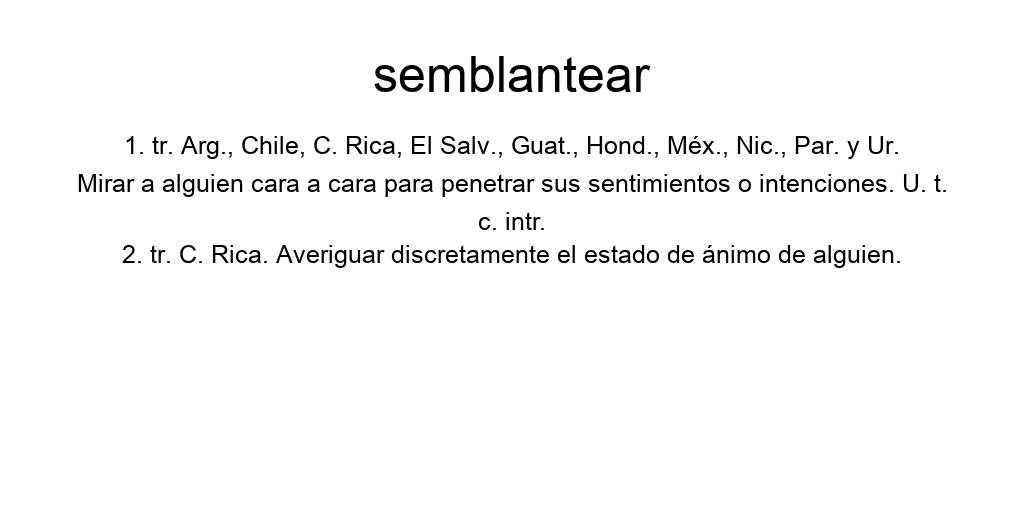 semblantear
1. tr. Arg., Chile, C. Rica, El Salv., Guat., Hond., Méx., Nic., Par. y Ur.
Mirar a alguien cara a cara para penetrar sus sentimientos o intenciones. U. t.
c. intr.
2. tr. C. Rica. Averiguar discretamente el estado de ánimo de alguien.